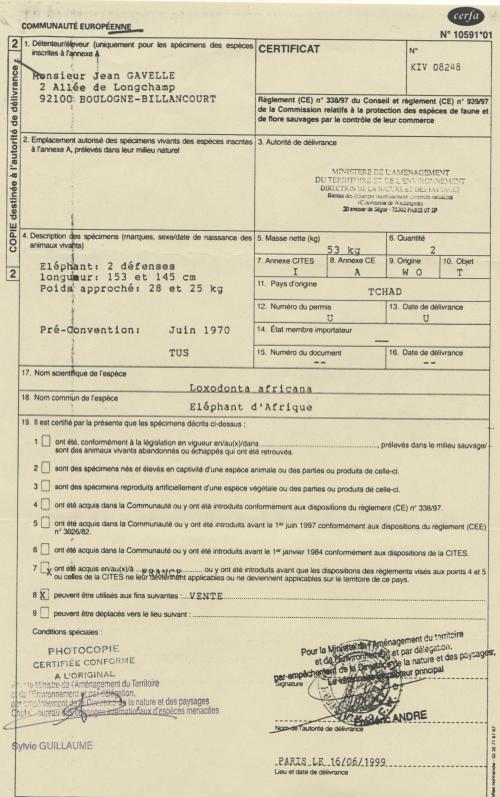 COMMUNAUTÉ EUROPÉENNE
cerfa
N° 10591*01
2
COPIE destinée à l'autorité de délivrance
2
1. Détenteur/éleveur (uniquement pour les spécimens des espèces inscrites à l'annexe A
Monsieur Jean GAVELLE
2 Allée de Longchamp
92100 BOULOGNE-BILLANCOURT
CERTIFICAT
N°
KIV 08248
Règlement (CE) n° 338/97 du Conseil et règlement (CE) n° 939/97
de la Commission relatifs à la protection des espèces de faune et
de flore sauvages par le contrôle de leur commerce
2. Emplacement autorisé des spécimens vivants des espèces inscrites
à l'annexe A, prélevés dans leur milieu naturel
3. Autorité de délivrance
MINISTERE DE L'AMENAGEMENT
DU TERRITOIRE ET DE L'ENVIRONNEMENT
DIRECTION DE LA NATURE ET DES PAYSAGES
(Convention de Washington)
20 avenue de Ségur - 75302 PARIS 07 SP
4. Description des spécimens (marques, sexe/date de naissance des
animaux vivants)
Eléphant: 2 défenses
longueur: 153 et 145 cm
Poids approché: 28 et 25 kg
Pré-Convention: Juin 1970
TUS
5. Masse nette (kg)
53 kg
6. Quantité
2
7. Annexe CITES
I
8. Annexe CE
A
9. Origine
W O
10. Objet
T
11. Pays d'origine
TCHAD
12. Numéro du permis
U
13. Date de délivrance
U
14. État membre importateur
—
15. Numéro du document
--
16. Date de délivrance
--
17. Nom scientifique de l'espèce
Loxodonta africana
18. Nom commun de l'espèce
Eléphant d'Afrique
19. Il est certifié par la présente que les spécimens décrits ci-dessus :
1 ont été, conformément à la législation en vigueur en/au(x)/dans ..., prélevés dans le milieu sauvage/
sont des animaux vivants abandonnés ou échappés qui ont été retrouvés.
2 sont des spécimens nés et élevés en captivité d'une espèce animale ou des parties ou produits de celle-ci.
3 sont des spécimens reproduits artificiellement d'une espèce végétale ou des parties ou produits de celle-ci.
4 ont été acquis dans la Communauté ou y ont été introduits conformément aux dispositions du règlement (CE) n° 338/97.
5 ont été acquis dans la Communauté ou y ont été introduits avant le 1er juin 1997 conformément aux dispositions du règlement (CEE)
n° 3626/82.
6 ont été acquis dans la Communauté ou y ont été introduits avant le 1er janvier 1984 conformément aux dispositions de la CITES.
7 X ont été acquis en/au(x)/à FRANCE ou y ont été introduits avant que les dispositions des règlements visés aux points 4 et 5
ou celles de la CITES ne leur deviennent applicables ou ne deviennent applicables sur le territoire de ce pays.
8 X peuvent être utilisés aux fins suivantes : VENTE
9 peuvent être déplacés vers le lieu suivant :
Conditions spéciales :
PHOTOCOPIE
CERTIFIÉE CONFORME
A L'ORIGINAL
le Ministre de l'Aménagement du Territoire
et de l'Environnement et par délégation,
par empêchement de la Directrice de la nature et des paysages
Chef du bureau des échanges internationaux d'espèces menacées
Sylvie GUILLAUME
Pour la Ministre de l'Aménagement du territoire
et de l'Environnement et par délégation,
par empêchement de la Directrice de la nature et des paysages,
Le vétérinaire inspecteur principal
Signature
Frédéric ANDRE
Nom de l'autorité de délivrance
PARIS LE 16/06/1999
Lieu et date de délivrance